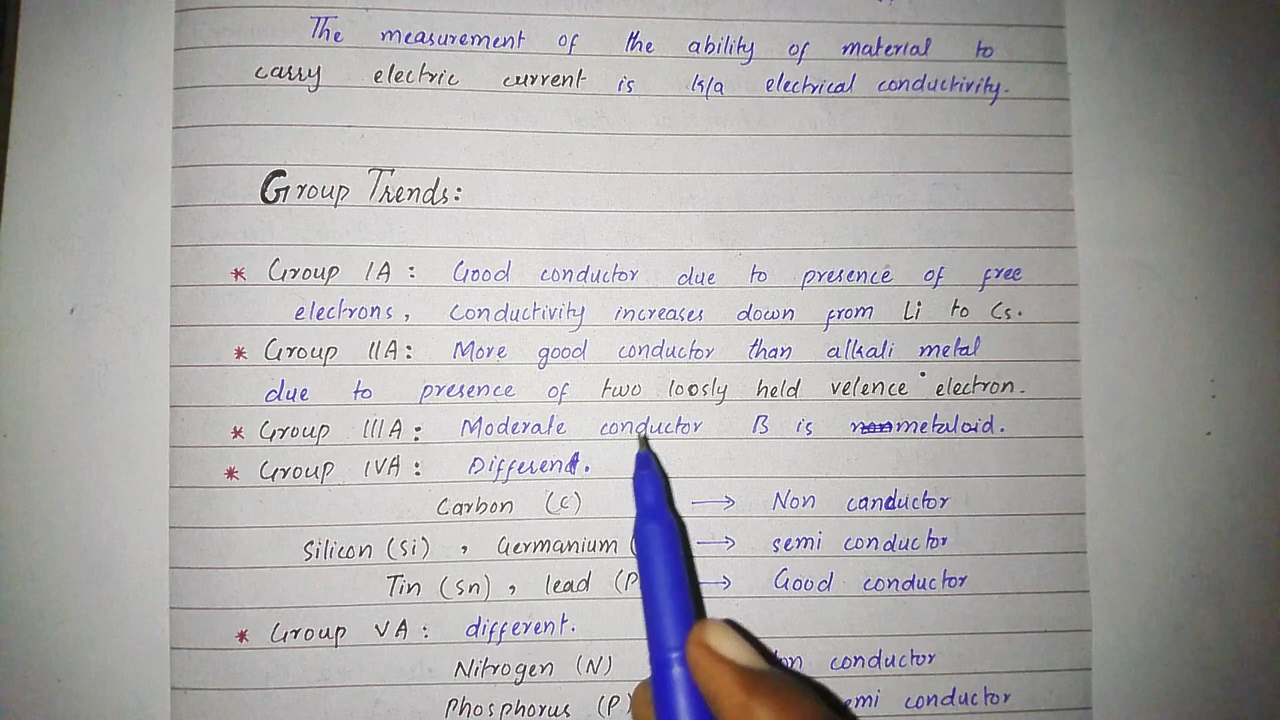 The measurement of the ability of material to
carry electric current is k/a electrical conductivity.
Group Trends:
* Group IA: Good conductor due to presence of free
electrons, Conductivity increases down from Li to Cs.
* Group IIA: More good conductor than alkali metal
due to presence of two loosly held velence electron.
* Group IIIA: Moderate conductor B is metaloid.
* Group IVA: Different.
Carbon (C) → Non canductor
Silicon (Si), Germanium ( → semi conductor
Tin (Sn), lead (P → Good conductor
* Group VA: different.
Nitrogen (N) conductor
Phosphorus (P) emi conductor